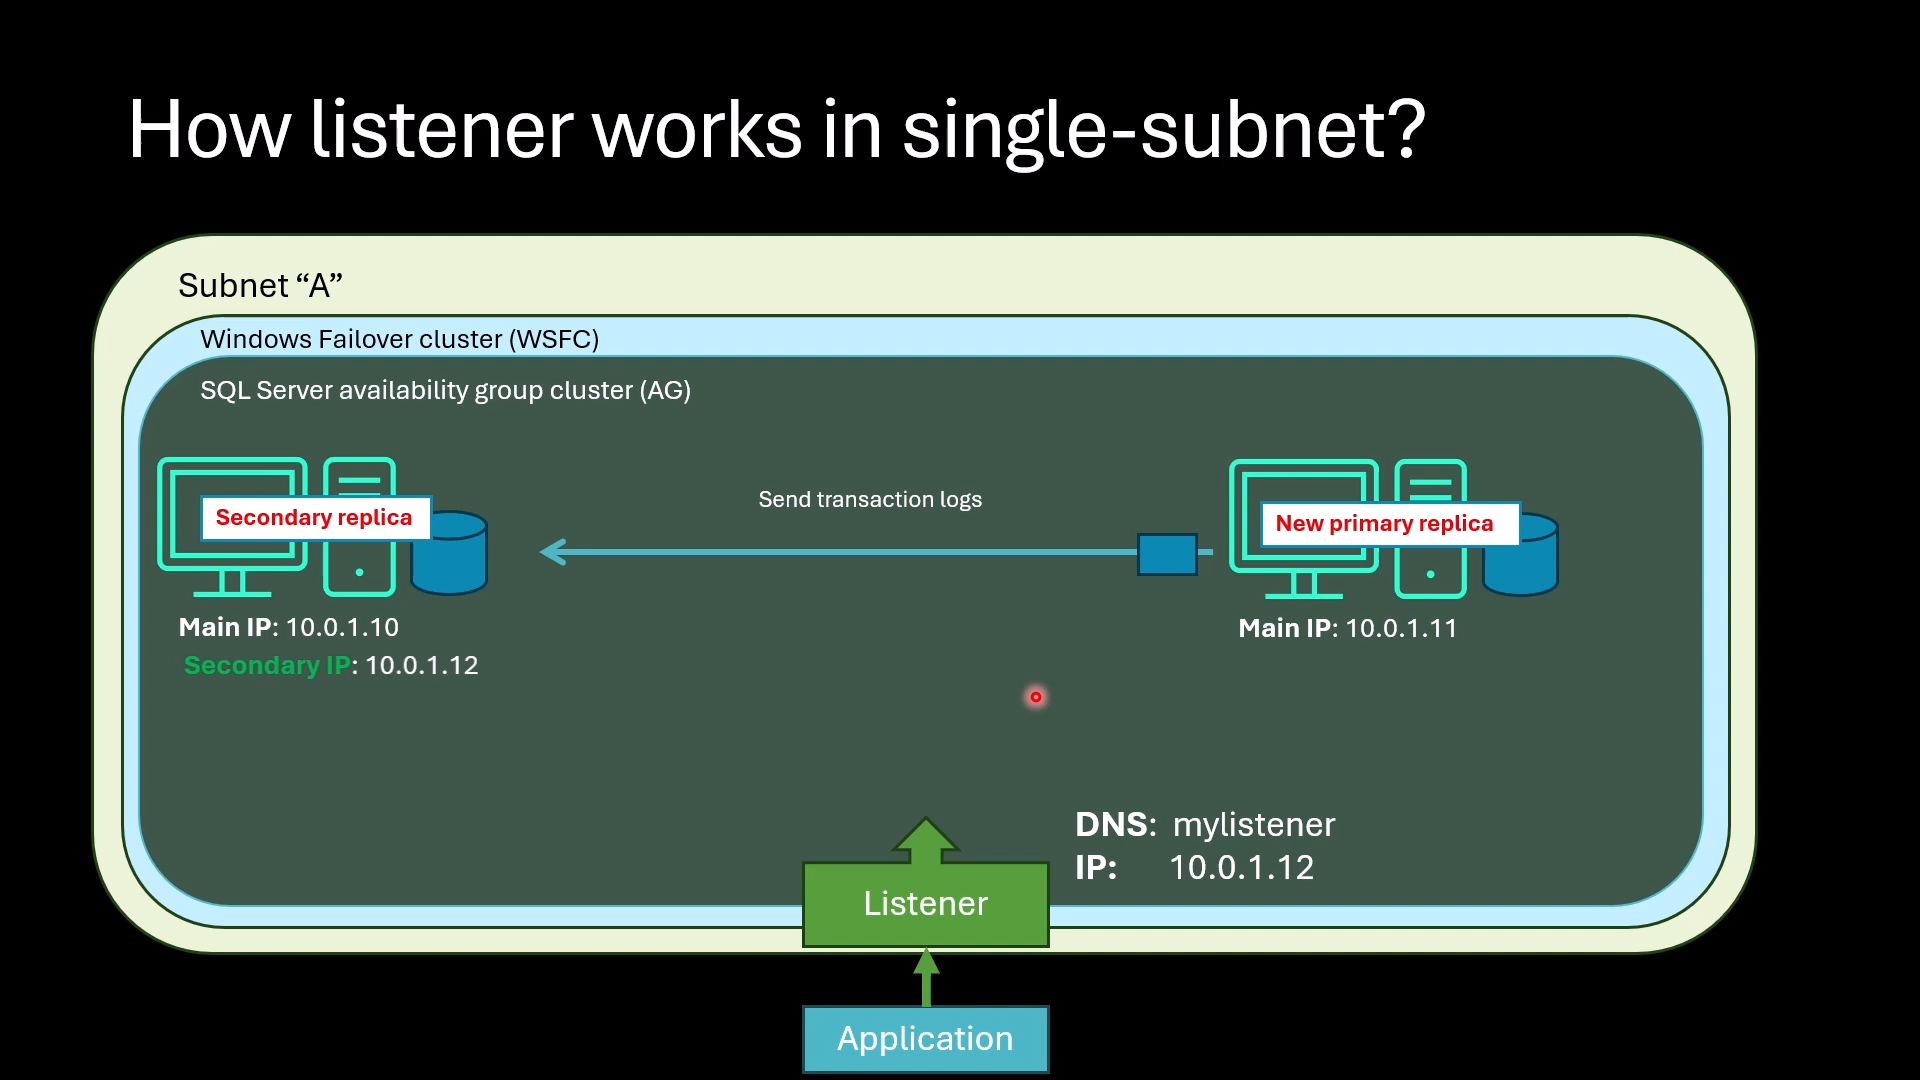 How listener works in single-subnet?
Subnet “A”
Windows Failover cluster (WSFC)
SQL Server availability group cluster (AG)
Send transaction logs
Secondary replica
New primary replica
Main IP: 10.0.1.10
Main IP: 10.0.1.11
Secondary IP: 10.0.1.12
DNS: mylistener
IP: 10.0.1.12
Listener
Application